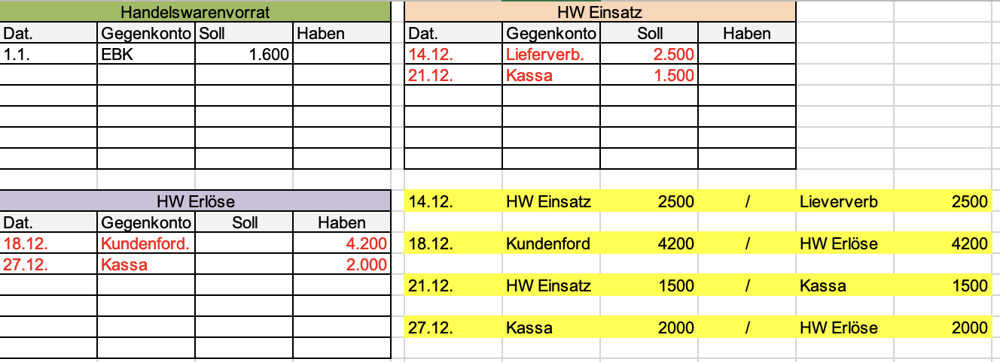 Handelswarenvorrat
Dat. Gegenkonto Soll Haben
1.1. EBK 1.600
HW Einsatz
Dat. Gegenkonto Soll Haben
14.12. Lieferverb. 2.500
21.12. Kassa 1.500
HW Erlöse
Dat. Gegenkonto Soll Haben
18.12. Kundenford. 4.200
27.12. Kassa 2.000
14.12. HW Einsatz 2500 / Lieververb 2500
18.12. Kundenford 4200 / HW Erlöse 4200
21.12. HW Einsatz 1500 / Kassa 1500
27.12. Kassa 2000 / HW Erlöse 2000